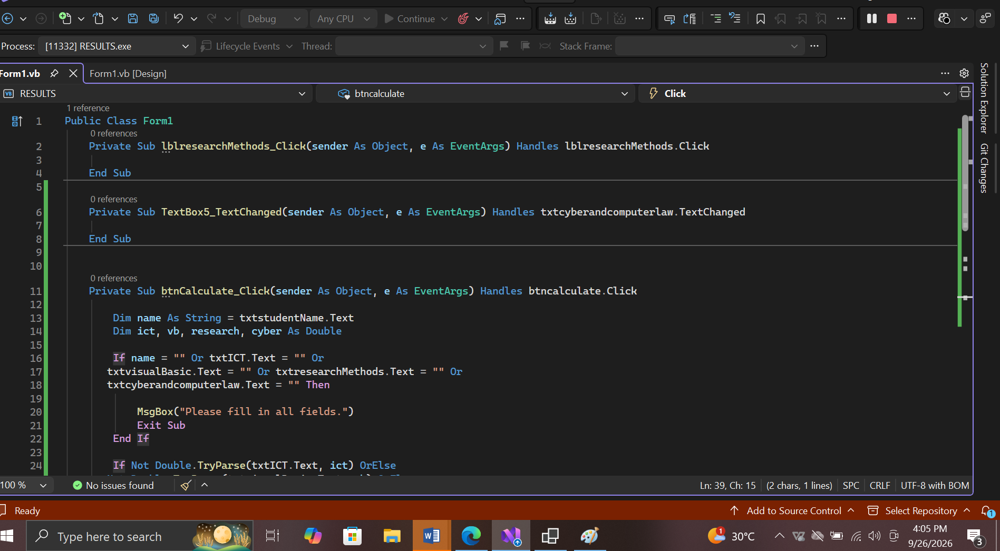 Debug Any CPU Continue
Process: [11332] RESULTS.exe Lifecycle Events Thread: Stack Frame:
Form1.vb Form1.vb [Design]
VB RESULTS btncalculate Click
1 reference
1 Public Class Form1
0 references
2 Private Sub lblresearchMethods_Click(sender As Object, e As EventArgs) Handles lblresearchMethods.Click
3
4 End Sub
5
0 references
6 Private Sub TextBox5_TextChanged(sender As Object, e As EventArgs) Handles txtcyberandcomputerlaw.TextChanged
7
8 End Sub
9
10
0 references
11 Private Sub btnCalculate_Click(sender As Object, e As EventArgs) Handles btncalculate.Click
12
13 Dim name As String = txtstudentName.Text
14 Dim ict, vb, research, cyber As Double
15
16 If name = "" Or txtICT.Text = "" Or
17 txtvisualBasic.Text = "" Or txtresearchMethods.Text = "" Or
18 txtcyberandcomputerlaw.Text = "" Then
19
20 MsgBox("Please fill in all fields.")
21 Exit Sub
22 End If
23
24 If Not Double.TryParse(txtICT.Text, ict) OrElse
Solution Explorer
Git Changes
100 % No issues found Ln: 39, Ch: 15 (2 chars, 1 lines) SPC CRLF UTF-8 with BOM
Ready Add to Source Control Select Repository 1
Type here to search 1 30°C 4:05 PM
9/26/2026 3